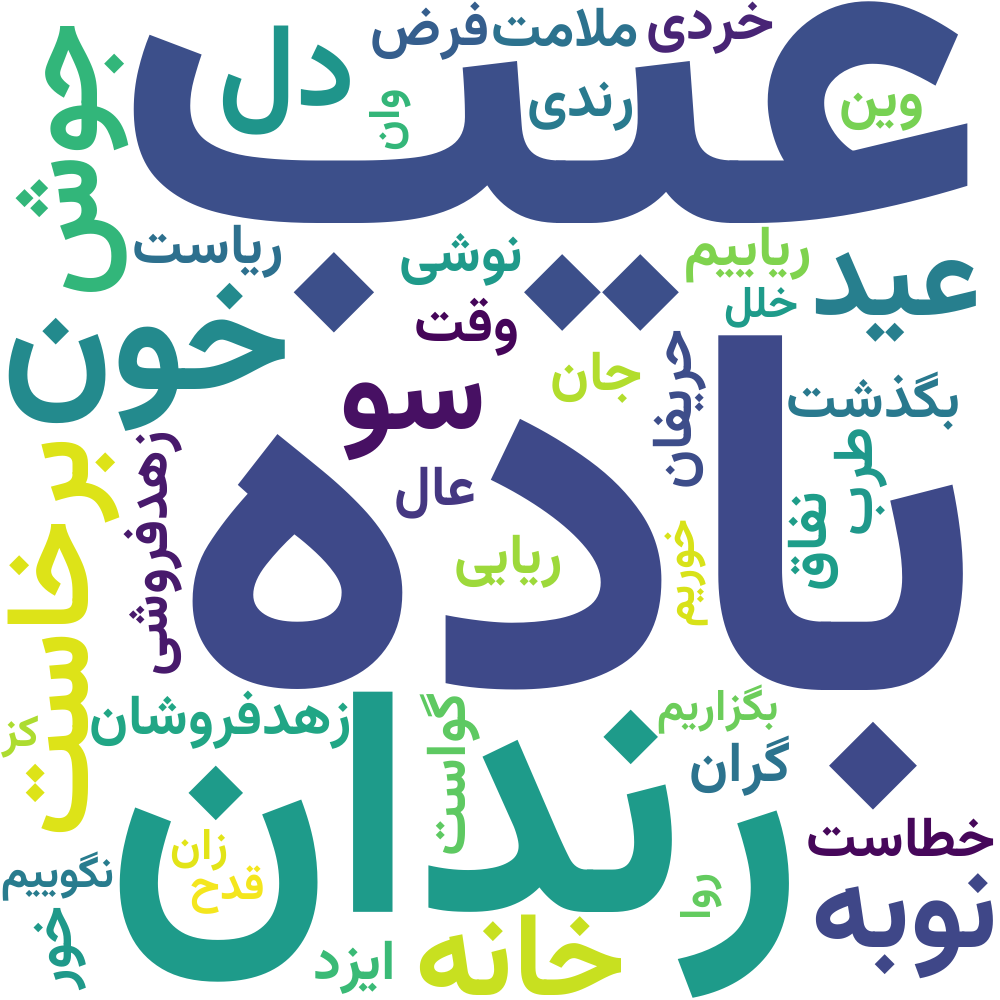 خردی
ملامت
فرض
عیب
دل
جوش
رندی
وین
وان
ریاست
نوشی
ریاییم
عید
خلل
خون
وقت
جان
حریفان
بگذشت
سو
باده
برخاست
زهدفروشی
عال
طرب
نفاق
ریایی
خوریم
زهدفروشان
گواست
بگزاریم
کز
رندان
گران
زان
قدح
خطاست
نگوییم
روا
نوبه
خور
ایزد
خانه